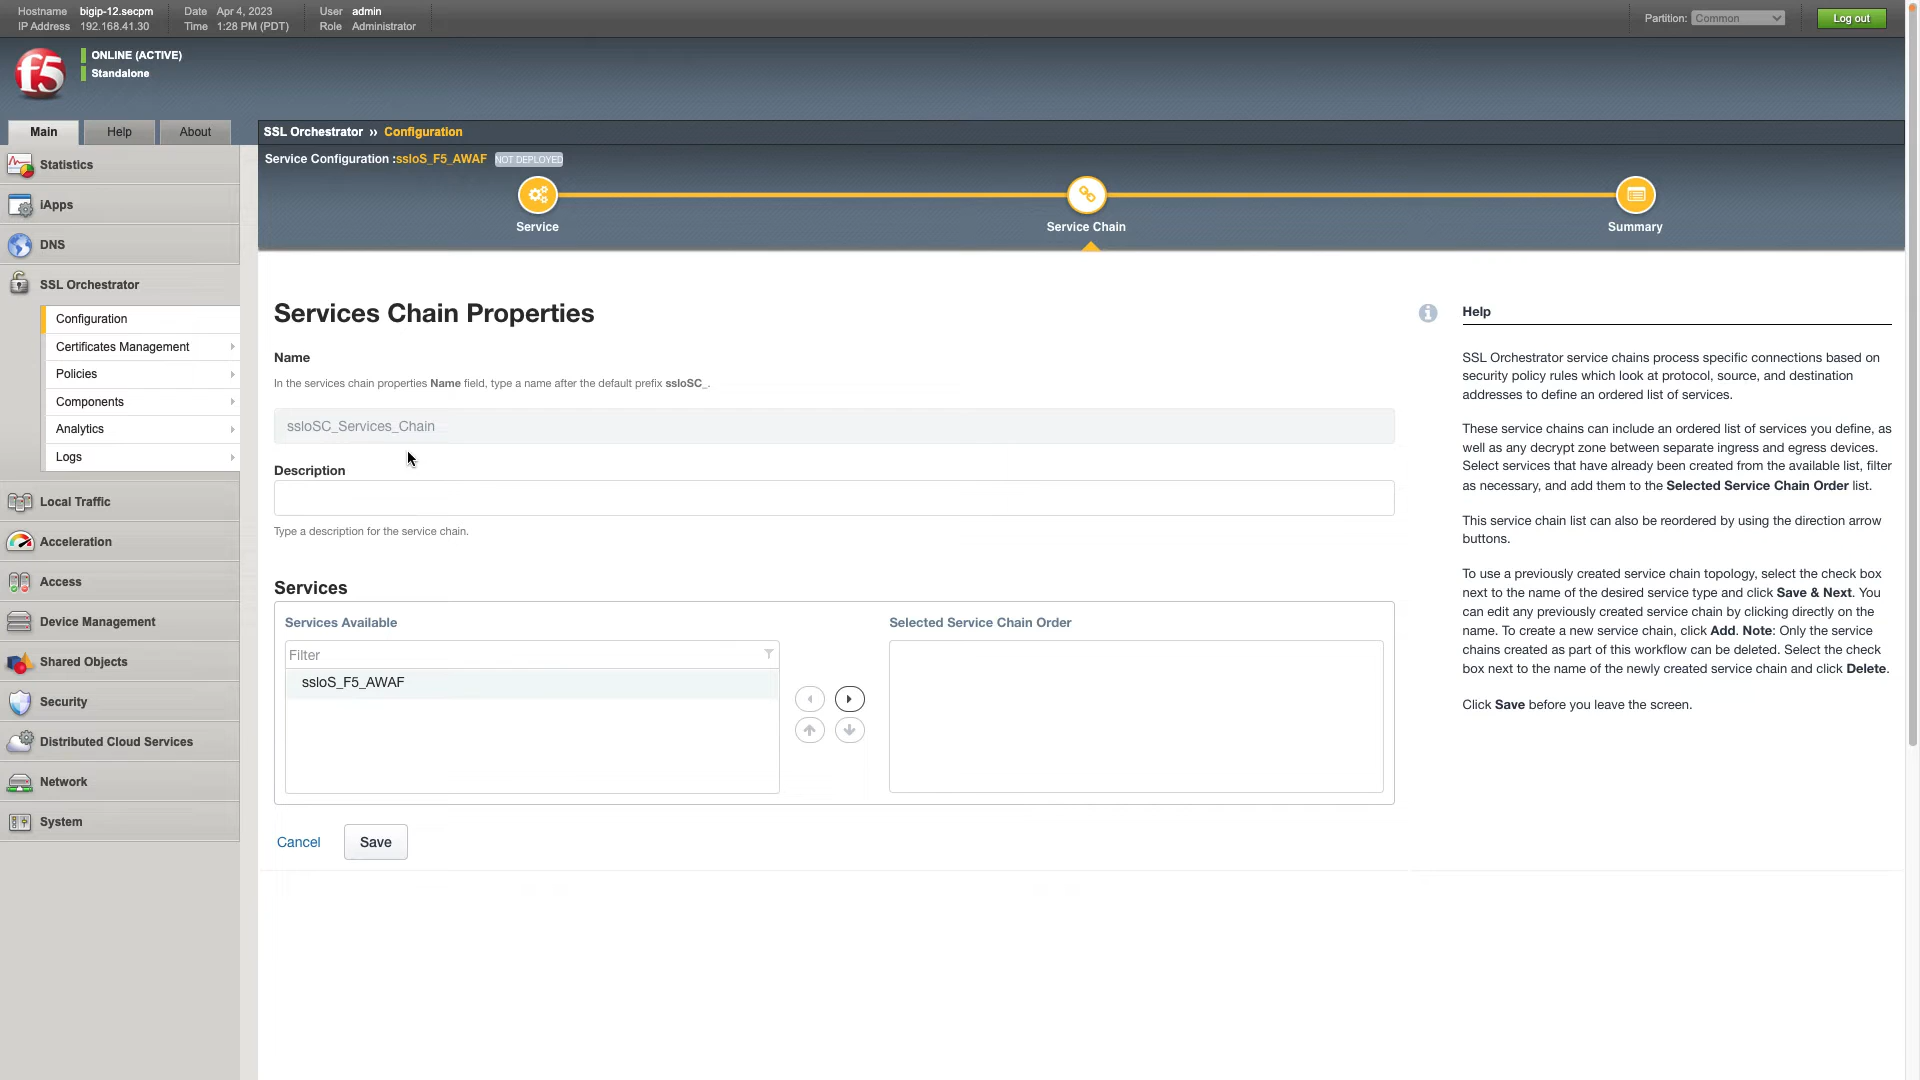 Hostname bigip-12.secpm Date Apr 4, 2023 User admin
IP Address 192.168.41.30 Time 1:28 PM (PDT) Role Administrator
Partition: Common Log out
f5
ONLINE (ACTIVE)
Standalone
Main Help About
SSL Orchestrator ›› Configuration
Service Configuration :ssloS_F5_AWAF NOT DEPLOYED
Service Service Chain Summary
Statistics
iApps
DNS
SSL Orchestrator
Configuration
Certificates Management
Policies
Components
Analytics
Logs
Local Traffic
Acceleration
Access
Device Management
Shared Objects
Security
Distributed Cloud Services
Network
System
Services Chain Properties
Name
In the services chain properties Name field, type a name after the default prefix ssloSC_.
ssloSC_Services_Chain
Description
Type a description for the service chain.
Services
Services Available
Filter
ssloS_F5_AWAF
Selected Service Chain Order
Cancel Save
Help
SSL Orchestrator service chains process specific connections based on
security policy rules which look at protocol, source, and destination
addresses to define an ordered list of services.
These service chains can include an ordered list of services you define, as
well as any decrypt zone between separate ingress and egress devices.
Select services that have already been created from the available list, filter
as necessary, and add them to the Selected Service Chain Order list.
This service chain list can also be reordered by using the direction arrow
buttons.
To use a previously created service chain topology, select the check box
next to the name of the desired service type and click Save & Next. You
can edit any previously created service chain by clicking directly on the
name. To create a new service chain, click Add. Note: Only the service
chains created as part of this workflow can be deleted. Select the check
box next to the name of the newly created service chain and click Delete.
Click Save before you leave the screen.